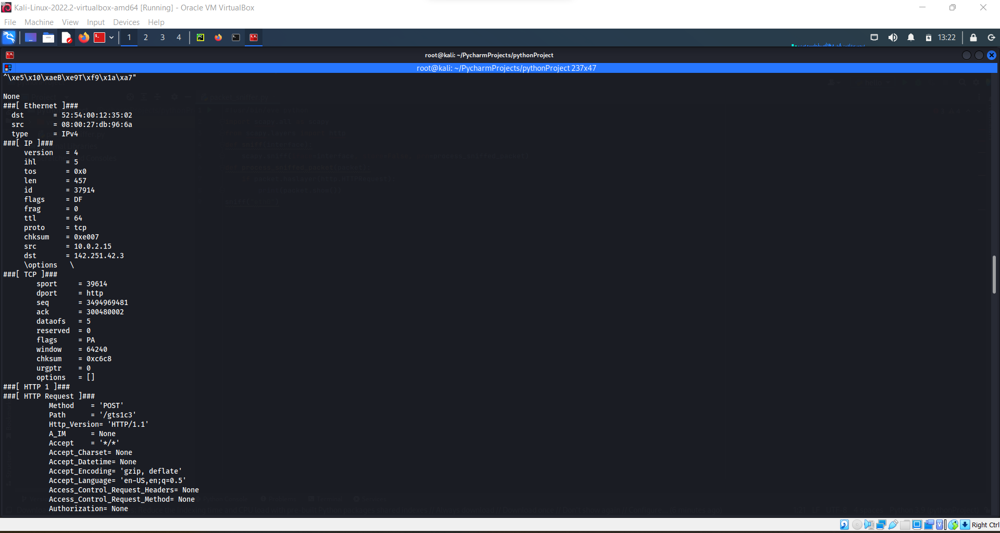 Kali-Linux-2022.2-virtualbox-amd64 [Running] - Oracle VM VirtualBox
File Machine View Input Devices Help
1 2 3 4 13:22
root@kali: ~/PycharmProjects/pythonProject
root@kali: ~/PycharmProjects/pythonProject 237x47
^\xe5\x10\xaeB\xe9T\xf9\x1a\xa7"
None
###[ Ethernet ]###
dst = 52:54:00:12:35:02
src = 08:00:27:db:96:6a
type = IPv4
###[ IP ]###
version = 4
ihl = 5
tos = 0x0
len = 457
id = 37914
flags = DF
frag = 0
ttl = 64
proto = tcp
chksum = 0xe007
src = 10.0.2.15
dst = 142.251.42.3
\options \
###[ TCP ]###
sport = 39614
dport = http
seq = 3494969481
ack = 300480002
dataofs = 5
reserved = 0
flags = PA
window = 64240
chksum = 0xc6c8
urgptr = 0
options = []
###[ HTTP 1 ]###
###[ HTTP Request ]###
Method = 'POST'
Path = '/gts1c3'
Http_Version= 'HTTP/1.1'
A_IM = None
Accept = '*/*'
Accept_Charset= None
Accept_Datetime= None
Accept_Encoding= 'gzip, deflate'
Accept_Language= 'en-US,en;q=0.5'
Access_Control_Request_Headers= None
Access_Control_Request_Method= None
Authorization= None
Right Ctrl